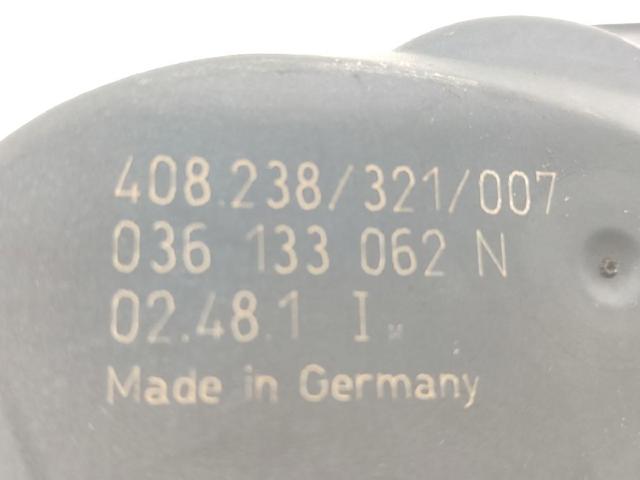 408.238/321/007
036 133 062 N
02.48.1 I
Made in Germany